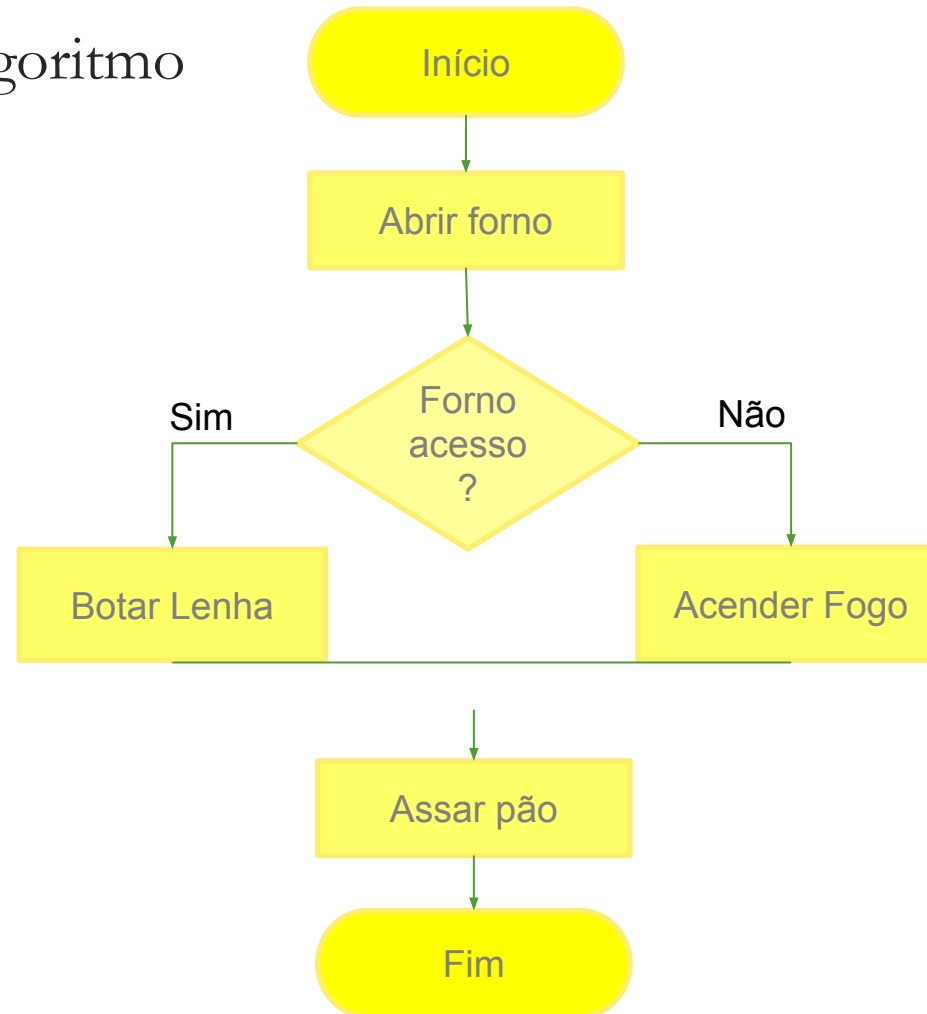 goritmo
Início
Abrir forno
Forno
acesso
?
Sim
Não
Botar Lenha
Acender Fogo
Assar pão
Fim